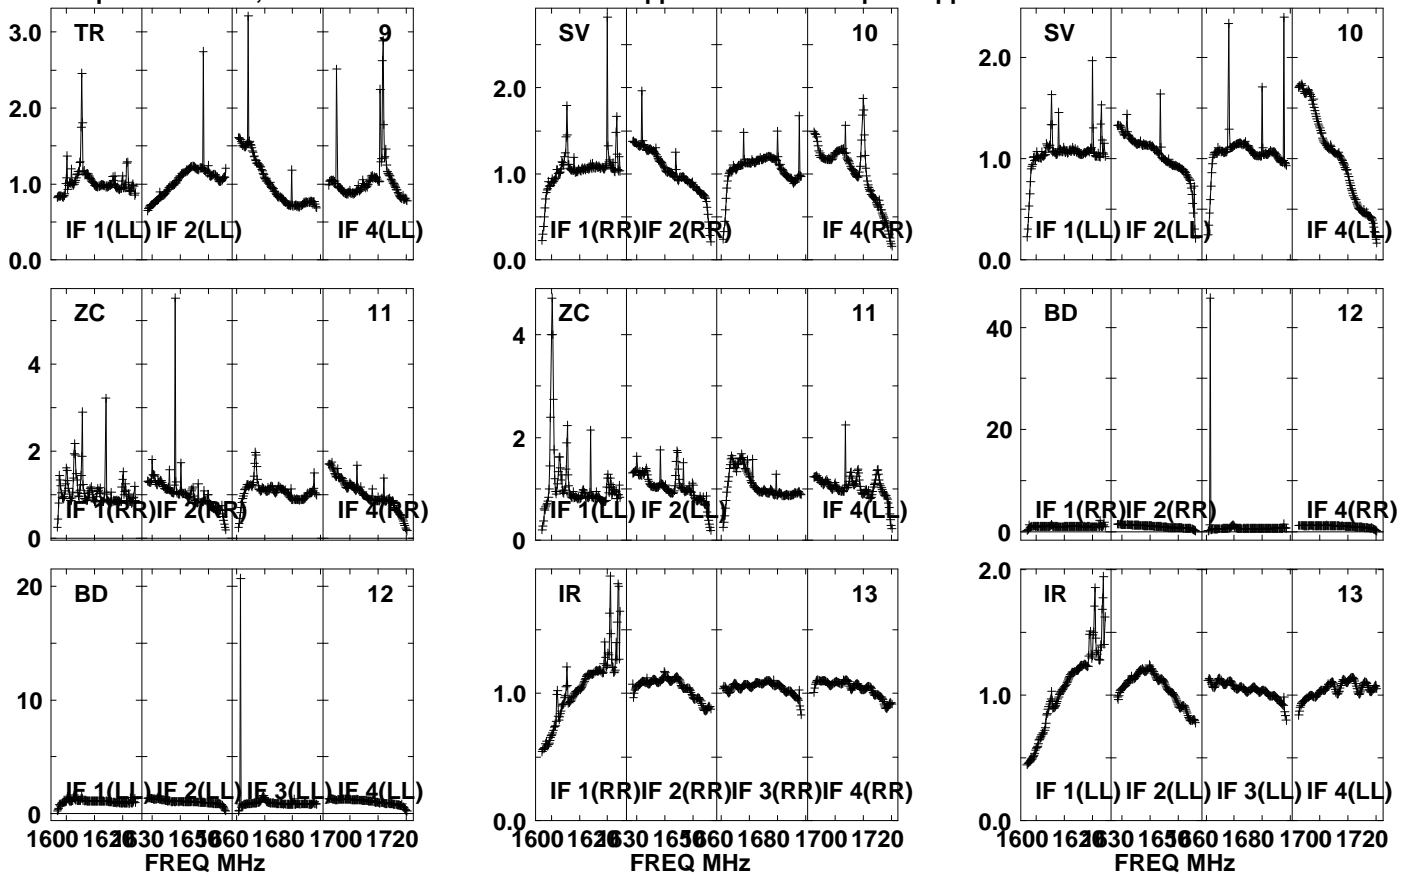 TR 9
3.0
2.0
1.0
0.0
IF 1(LL) IF 2(LL) IF 4(LL)
SV 10
2.0
1.0
0.0
IF 1(RR) IF 2(RR) IF 4(RR)
SV 10
2.0
1.0
0.0
IF 1(LL) IF 2(LL) IF 4(LL)
ZC 11
4
2
0
IF 1(RR) IF 2(RR) IF 4(RR)
ZC 11
4
2
0
IF 1(LL) IF 2(LL) IF 4(LL)
BD 12
40
20
0
IF 1(RR) IF 2(RR) IF 4(RR)
BD 12
20
10
0
IF 1(LL) IF 2(LL) IF 3(LL) IF 4(LL)
1600 1620 1630 1650 1660 1680 1700 1720
FREQ MHz
IR 13
1.0
0.0
IF 1(RR) IF 2(RR) IF 3(RR) IF 4(RR)
1600 1620 1630 1650 1660 1680 1700 1720
IR 13
2.0
1.0
0.0
IF 1(LL) IF 2(LL) IF 3(LL) IF 4(LL)
1600 1620 1630 1650 1660 1680 1700 1720
FREQ MHz